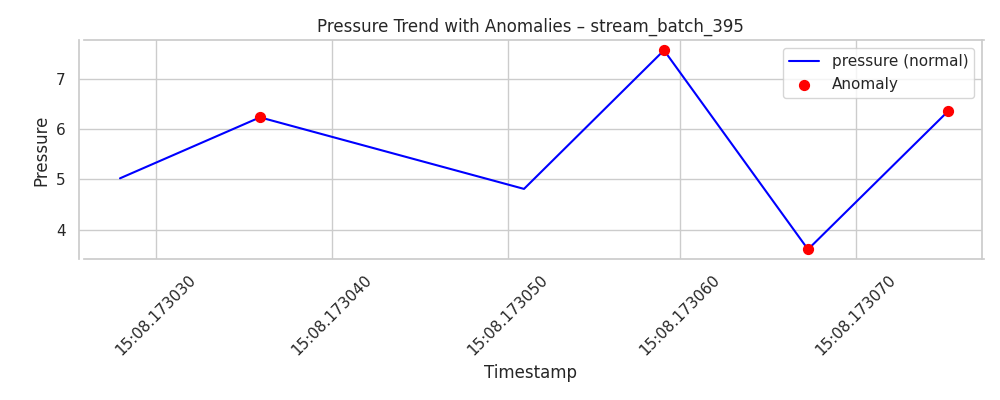 Pressure Trend with Anomalies – stream_batch_395
pressure (normal)
Anomaly
Pressure
7
6
5
4
15:08.173030
15:08.173040
15:08.173050
15:08.173060
15:08.173070
Timestamp